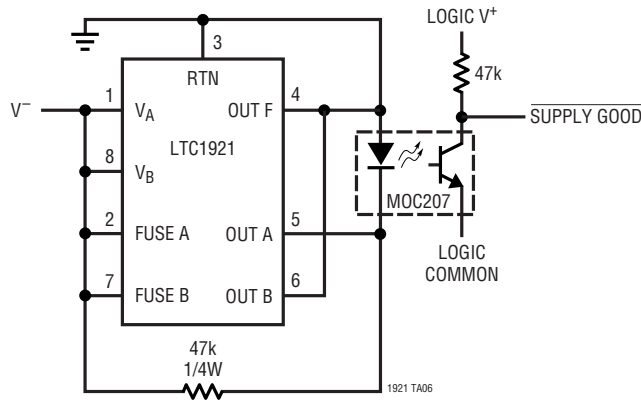 LOGIC V+
3
47k
RTN
1
4
V–
VA
OUT F
SUPPLY GOOD
LTC1921
8
VB
MOC207
2
5
FUSE A
OUT A
LOGIC
COMMON
7
6
FUSE B
OUT B
47k
1/4W
1921 TA06